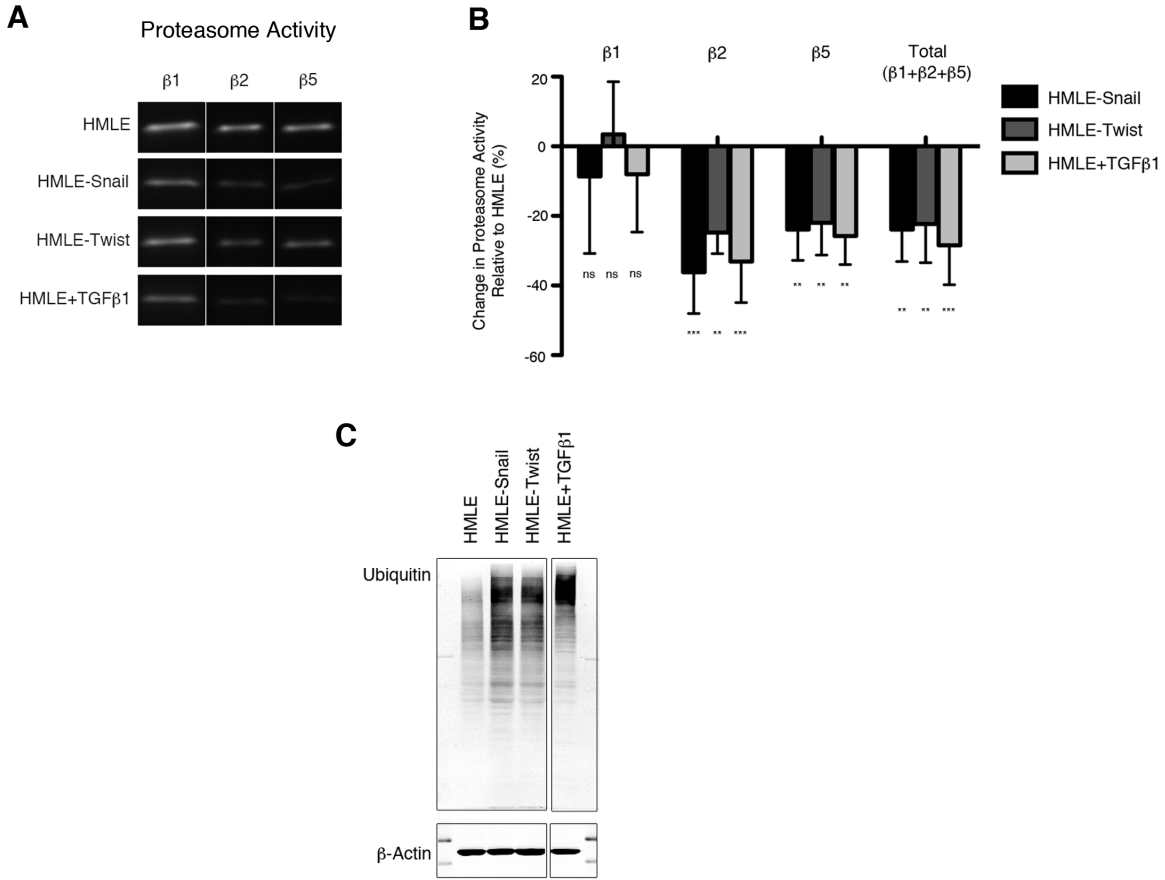 A
Proteasome Activity
β1 β2 β5
HMLE
HMLE-Snail
HMLE-Twist
HMLE+TGFβ1
B
β1 β2 β5 Total
(β1+β2+β5)
Change in Proteasome Activity
Relative to HMLE (%)
20
0
-20
-40
-60
ns ns ns
*** ** ***
** ** **
** ** ***
HMLE-Snail
HMLE-Twist
HMLE+TGFβ1
C
HMLE
HMLE-Snail
HMLE-Twist
HMLE+TGFβ1
Ubiquitin
β-Actin